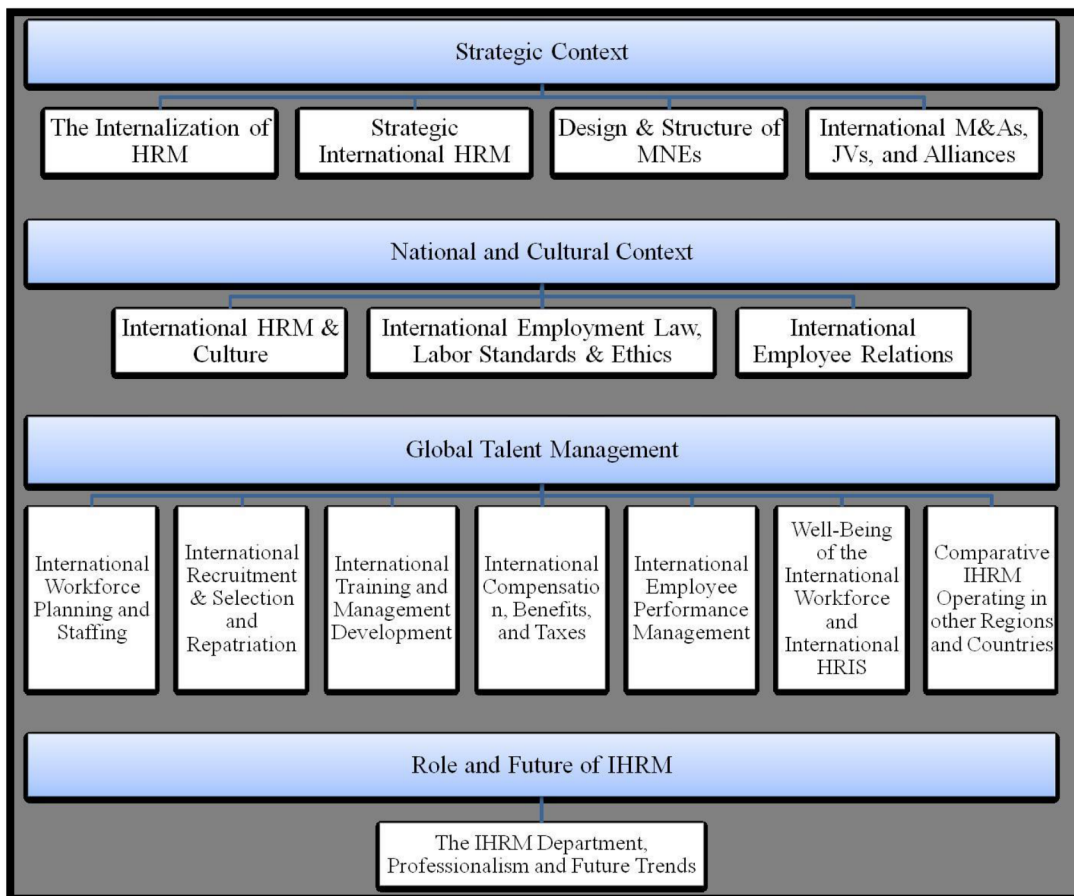 Strategic Context
The Internalization of
HRM
Strategic
International HRM
Design & Structure of
MNEs
International M&As,
JVs, and Alliances
National and Cultural Context
International HRM &
Culture
International Employment Law,
Labor Standards & Ethics
International
Employee Relations
Global Talent Management
International
Workforce
Planning and
Staffing
International
Recruitment
& Selection
and
Repatriation
International
Training and
Management
Development
International
Compensatio
n, Benefits,
and Taxes
International
Employee
Performance
Management
Well-Being
of the
International
Workforce
and
International
HRIS
Comparative
IHRM
Operating in
other Regions
and Countries
Role and Future of IHRM
The IHRM Department,
Professionalism and Future Trends